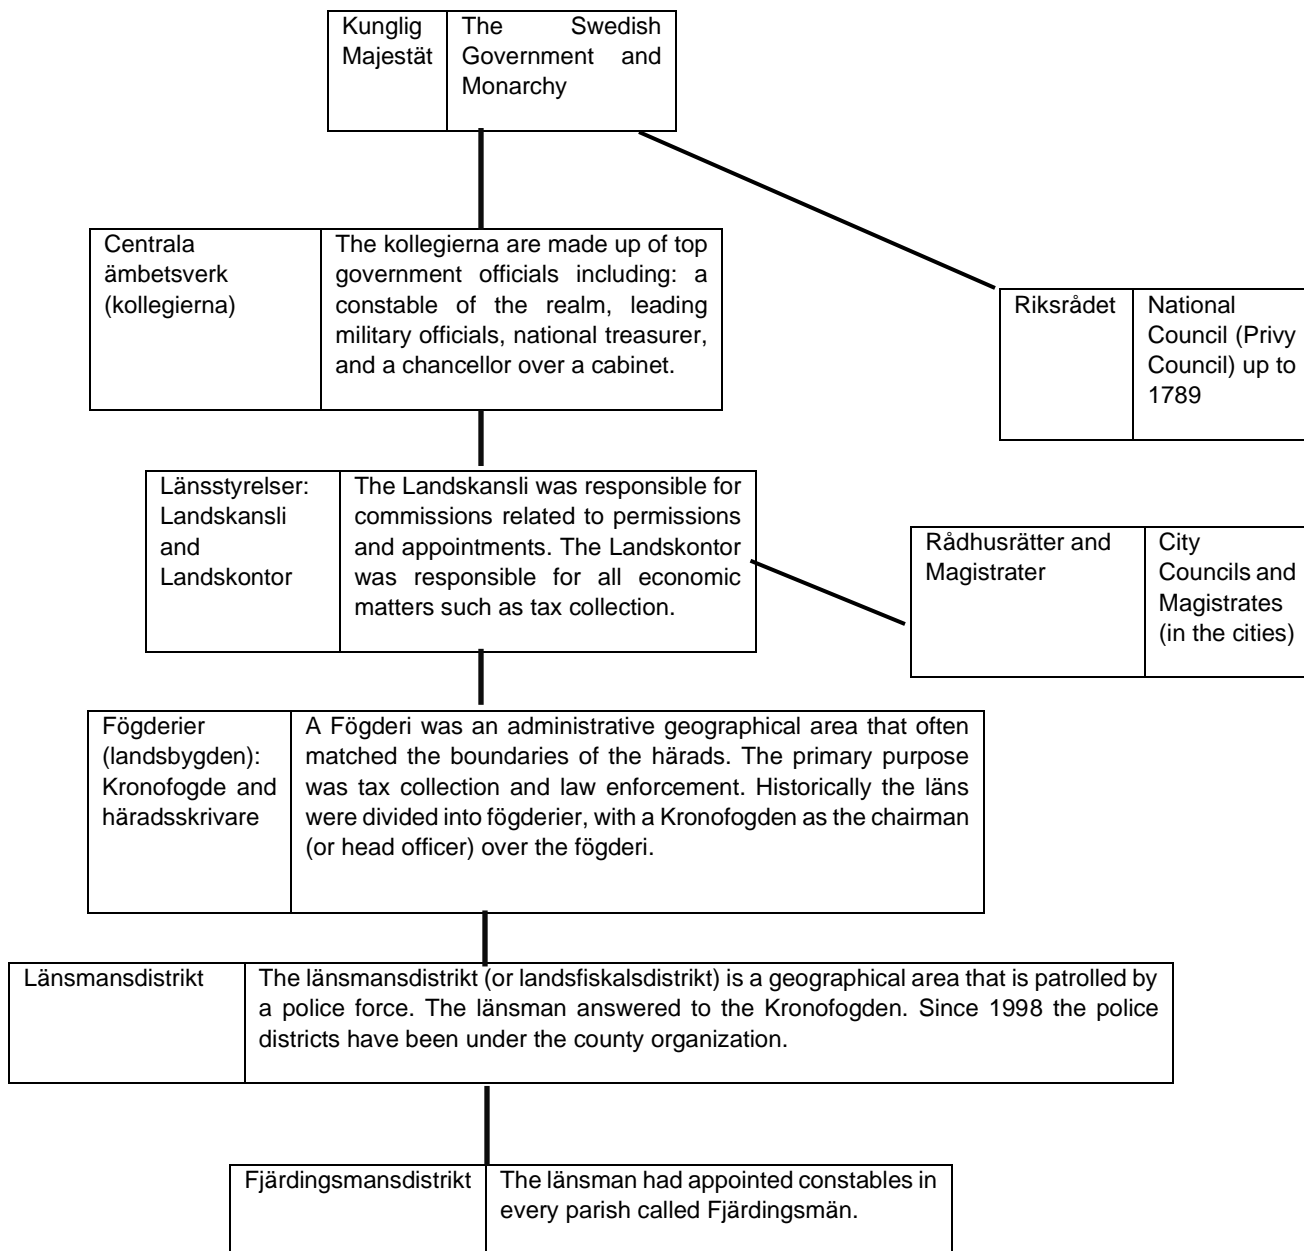 Kunglig
Majestät
The Swedish
Government and
Monarchy
Centrala
ämbetsverk
(kollegierna)
The kollegierna are made up of top
government officials including: a
constable of the realm, leading
military officials, national treasurer,
and a chancellor over a cabinet.
Riksrådet
National
Council (Privy
Council) up to
1789
Länsstyrelser:
Landskansli
and
Landskontor
The Landskansli was responsible for
commissions related to permissions
and appointments. The Landskontor
was responsible for all economic
matters such as tax collection.
Rådhusrätter and
Magistrater
City
Councils and
Magistrates
(in the cities)
Fögderier
(landsbygden):
Kronofogde and
häradsskrivare
A Fögderi was an administrative geographical area that often
matched the boundaries of the härads. The primary purpose
was tax collection and law enforcement. Historically the läns
were divided into fögderier, with a Kronofogden as the chairman
(or head officer) over the fögderi.
Länsmansdistrikt
The länsmansdistrikt (or landsfiskalsdistrikt) is a geographical area that is patrolled by
a police force. The länsman answered to the Kronofogden. Since 1998 the police
districts have been under the county organization.
Fjärdingsmansdistrikt
The länsman had appointed constables in
every parish called Fjärdingsmän.